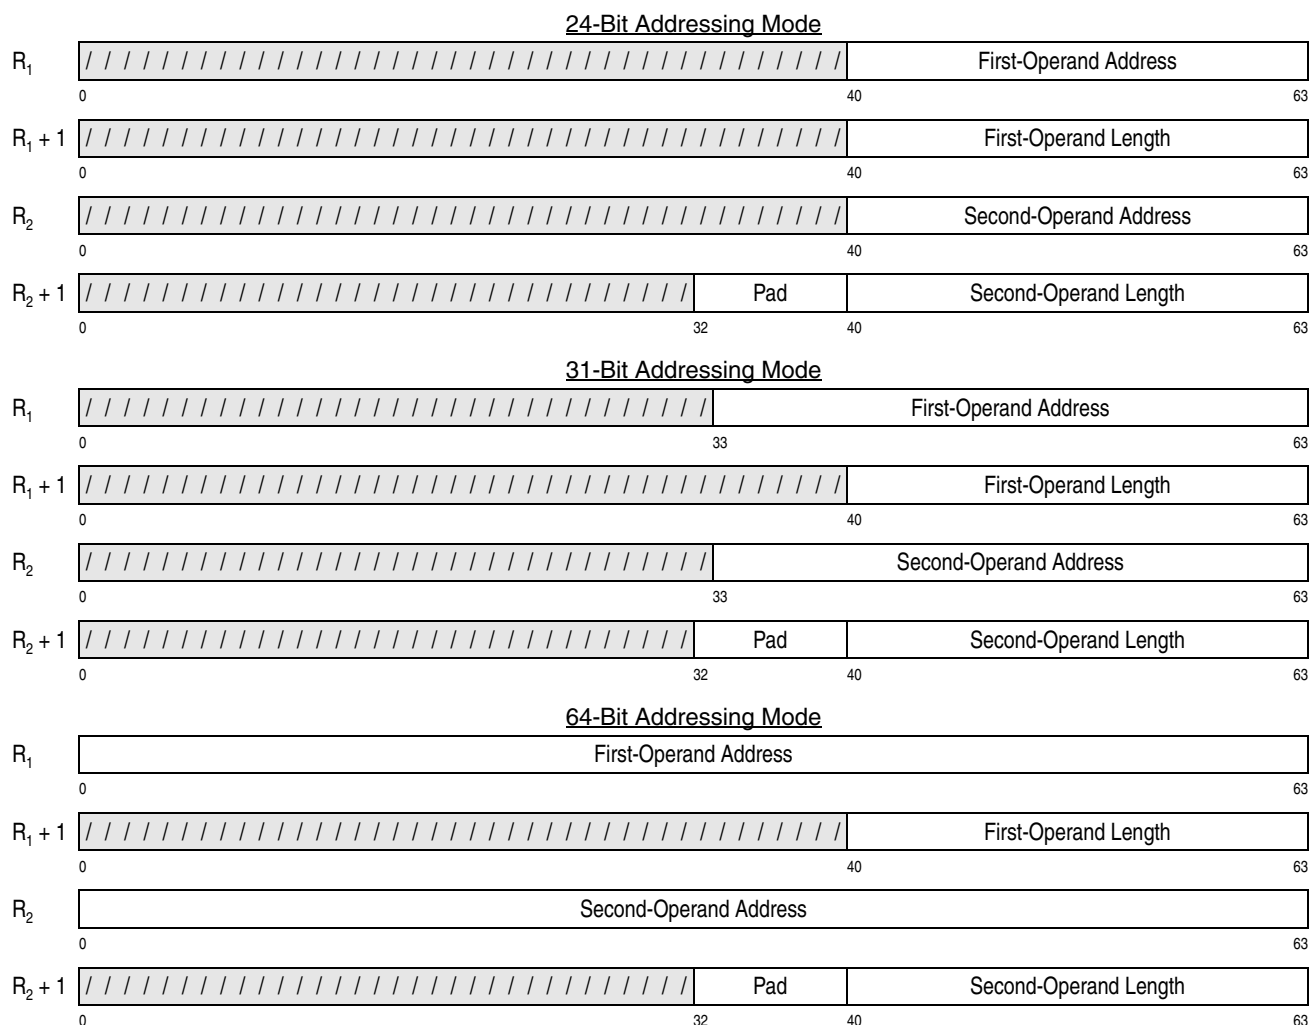 24-Bit Addressing Mode
R1 / / / / / / / / / / / / / / / / / / / / / / / / / / / / / / / / / / / / / / / / First-Operand Address
0 40 63
R1 + 1 / / / / / / / / / / / / / / / / / / / / / / / / / / / / / / / / / / / / / / / / First-Operand Length
0 40 63
R2 / / / / / / / / / / / / / / / / / / / / / / / / / / / / / / / / / / / / / / / / Second-Operand Address
0 40 63
R2 + 1 / / / / / / / / / / / / / / / / / / / / / / / / / / / / / / / / Pad Second-Operand Length
0 32 40 63
31-Bit Addressing Mode
R1 / / / / / / / / / / / / / / / / / / / / / / / / / / / / / / / / / First-Operand Address
0 33 63
R1 + 1 / / / / / / / / / / / / / / / / / / / / / / / / / / / / / / / / / / / / / / / / First-Operand Length
0 40 63
R2 / / / / / / / / / / / / / / / / / / / / / / / / / / / / / / / / / Second-Operand Address
0 33 63
R2 + 1 / / / / / / / / / / / / / / / / / / / / / / / / / / / / / / / / Pad Second-Operand Length
0 32 40 63
64-Bit Addressing Mode
R1 First-Operand Address
0 63
R1 + 1 / / / / / / / / / / / / / / / / / / / / / / / / / / / / / / / / / / / / / / / / First-Operand Length
0 40 63
R2 Second-Operand Address
0 63
R2 + 1 / / / / / / / / / / / / / / / / / / / / / / / / / / / / / / / / Pad Second-Operand Length
0 32 40 63